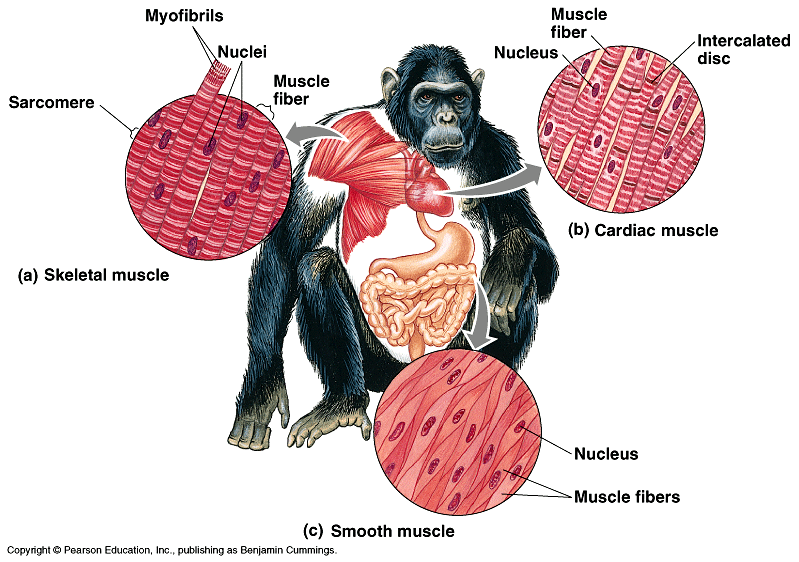 Myofibrils
Nuclei
Muscle
fiber
Sarcomere
(a) Skeletal muscle
Muscle
fiber
Nucleus
Intercalated
disc
(b) Cardiac muscle
Nucleus
Muscle fibers
(c) Smooth muscle
Copyright © Pearson Education, Inc., publishing as Benjamin Cummings.